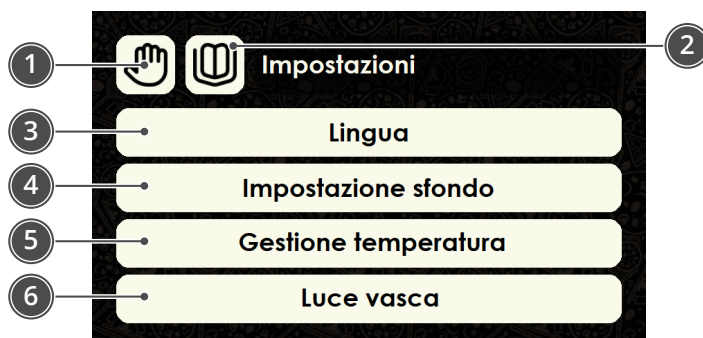 1
2
Impostazioni
3
Lingua
4
Impostazione sfondo
5
Gestione temperatura
6
Luce vasca